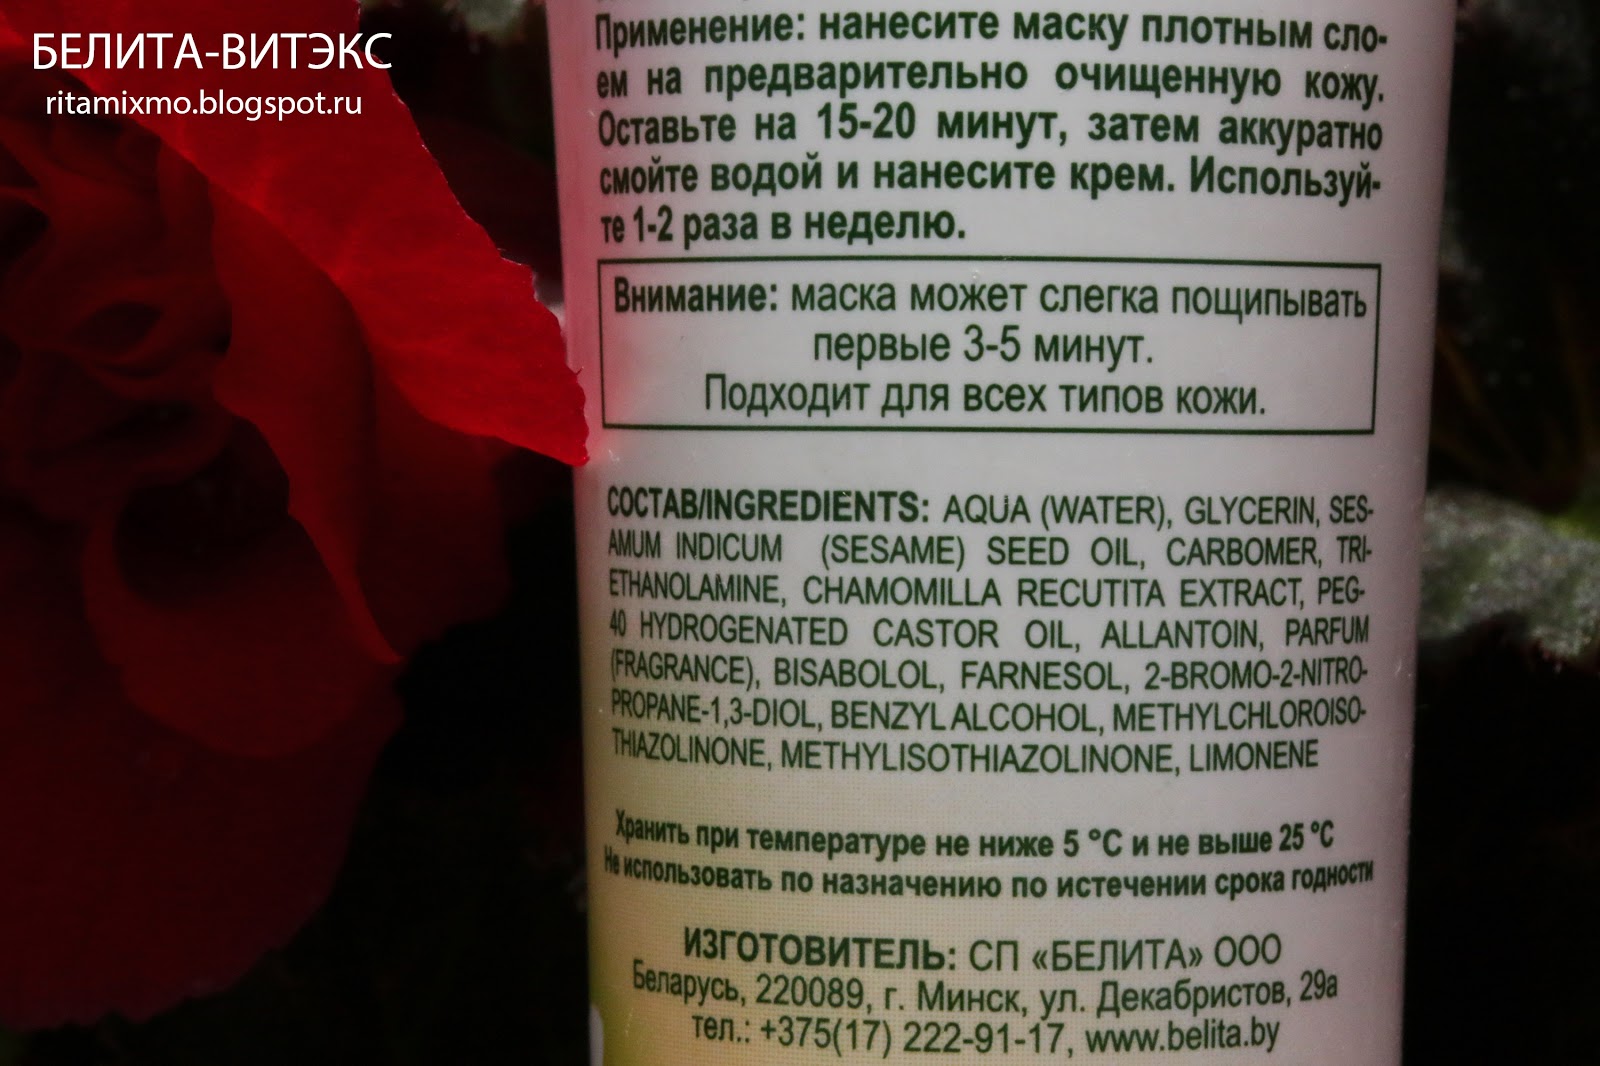 БЕЛИТА-ВИТЭКС
ritamixmo.blogspot.ru
Применение: нанесите маску плотным сло-
ем на предварительно очищенную кожу.
Оставьте на 15-20 минут, затем аккуратно
смойте водой и нанесите крем. Используй-
те 1-2 раза в неделю.
Внимание: маска может слегка пощипывать
первые 3-5 минут.
Подходит для всех типов кожи.
СОСТАВ/INGREDIENTS: AQUA (WATER), GLYCERIN, SES-
AMUM INDICUM (SESAME) SEED OIL, CARBOMER, TRI-
ETHANOLAMINE, CHAMOMILLA RECUTITA EXTRACT, PEG-
40 HYDROGENATED CASTOR OIL, ALLANTOIN, PARFUM
(FRAGRANCE), BISABOLOL, FARNESOL, 2-BROMO-2-NITRO-
PROPANE-1,3-DIOL, BENZYL ALCOHOL, METHYLCHLOROISO-
THIAZOLINONE, METHYLISOTHIAZOLINONE, LIMONENE
Хранить при температуре не ниже 5 °C и не выше 25 °C
Не использовать по назначению по истечении срока годности
ИЗГОТОВИТЕЛЬ: СП «БЕЛИТА» ООО
Беларусь, 220089, г. Минск, ул. Декабристов, 29а
тел.: +375(17) 222-91-17, www.belita.by